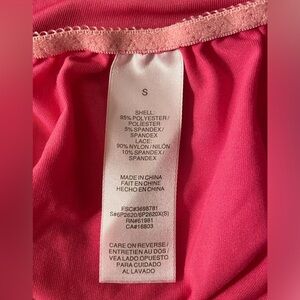 S
SHELL:
95% POLYESTER/
POLIESTER
5% SPANDEX/
SPANDEX
LACE:
90% NYLON / NILÓN
10% SPANDEX/
SPANDEX
MADE IN CHINA
FAIT EN CHINE
HECHO EN CHINA
FSC#3698781
S#6P2620/6P2620X(S)
RN#61981
CA#16803
CARE ON REVERSE /
ENTRETIEN AU DOS /
VEA LADO OPUESTO
PARA CUIDADO
AL LAVADO